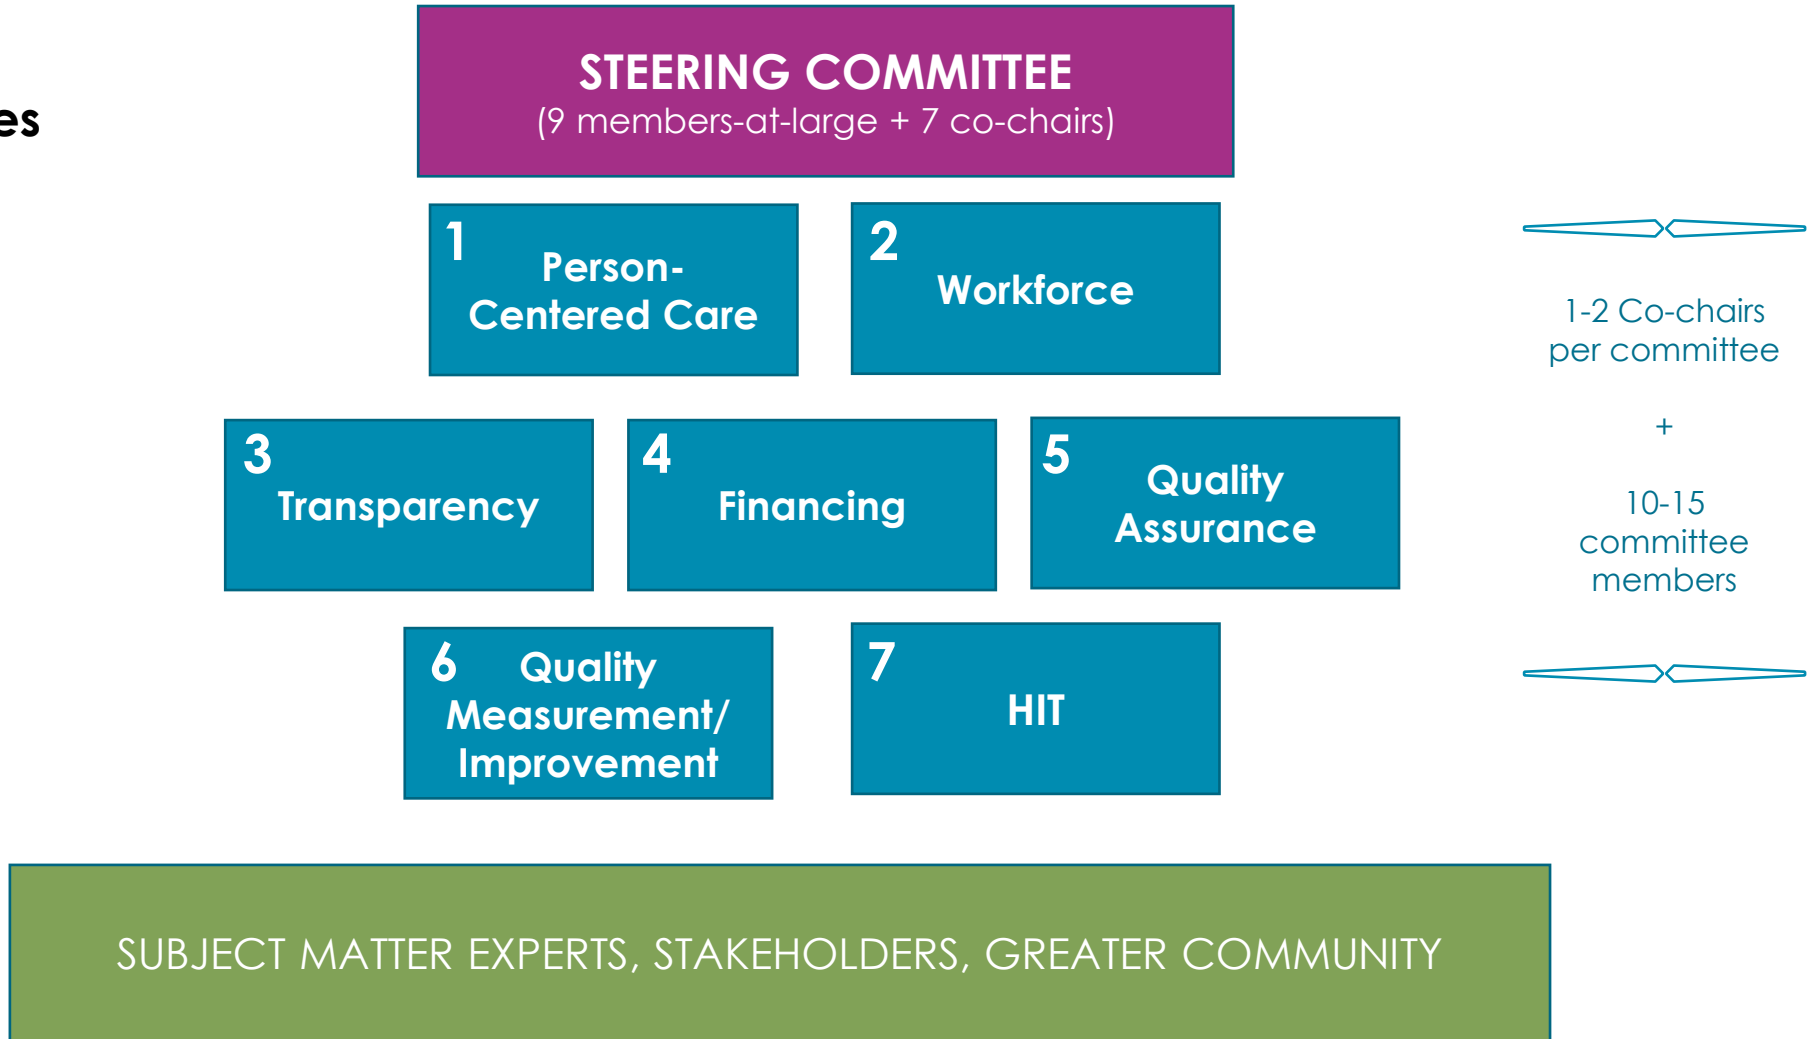 es
STEERING COMMITTEE
(9 members-at-large + 7 co-chairs)
1
Person-
Centered Care
2
Workforce
3
Transparency
4
Financing
5
Quality
Assurance
6
Quality
Measurement/
Improvement
7
HIT
1-2 Co-chairs
per committee
+
10-15
committee
members
SUBJECT MATTER EXPERTS, STAKEHOLDERS, GREATER COMMUNITY